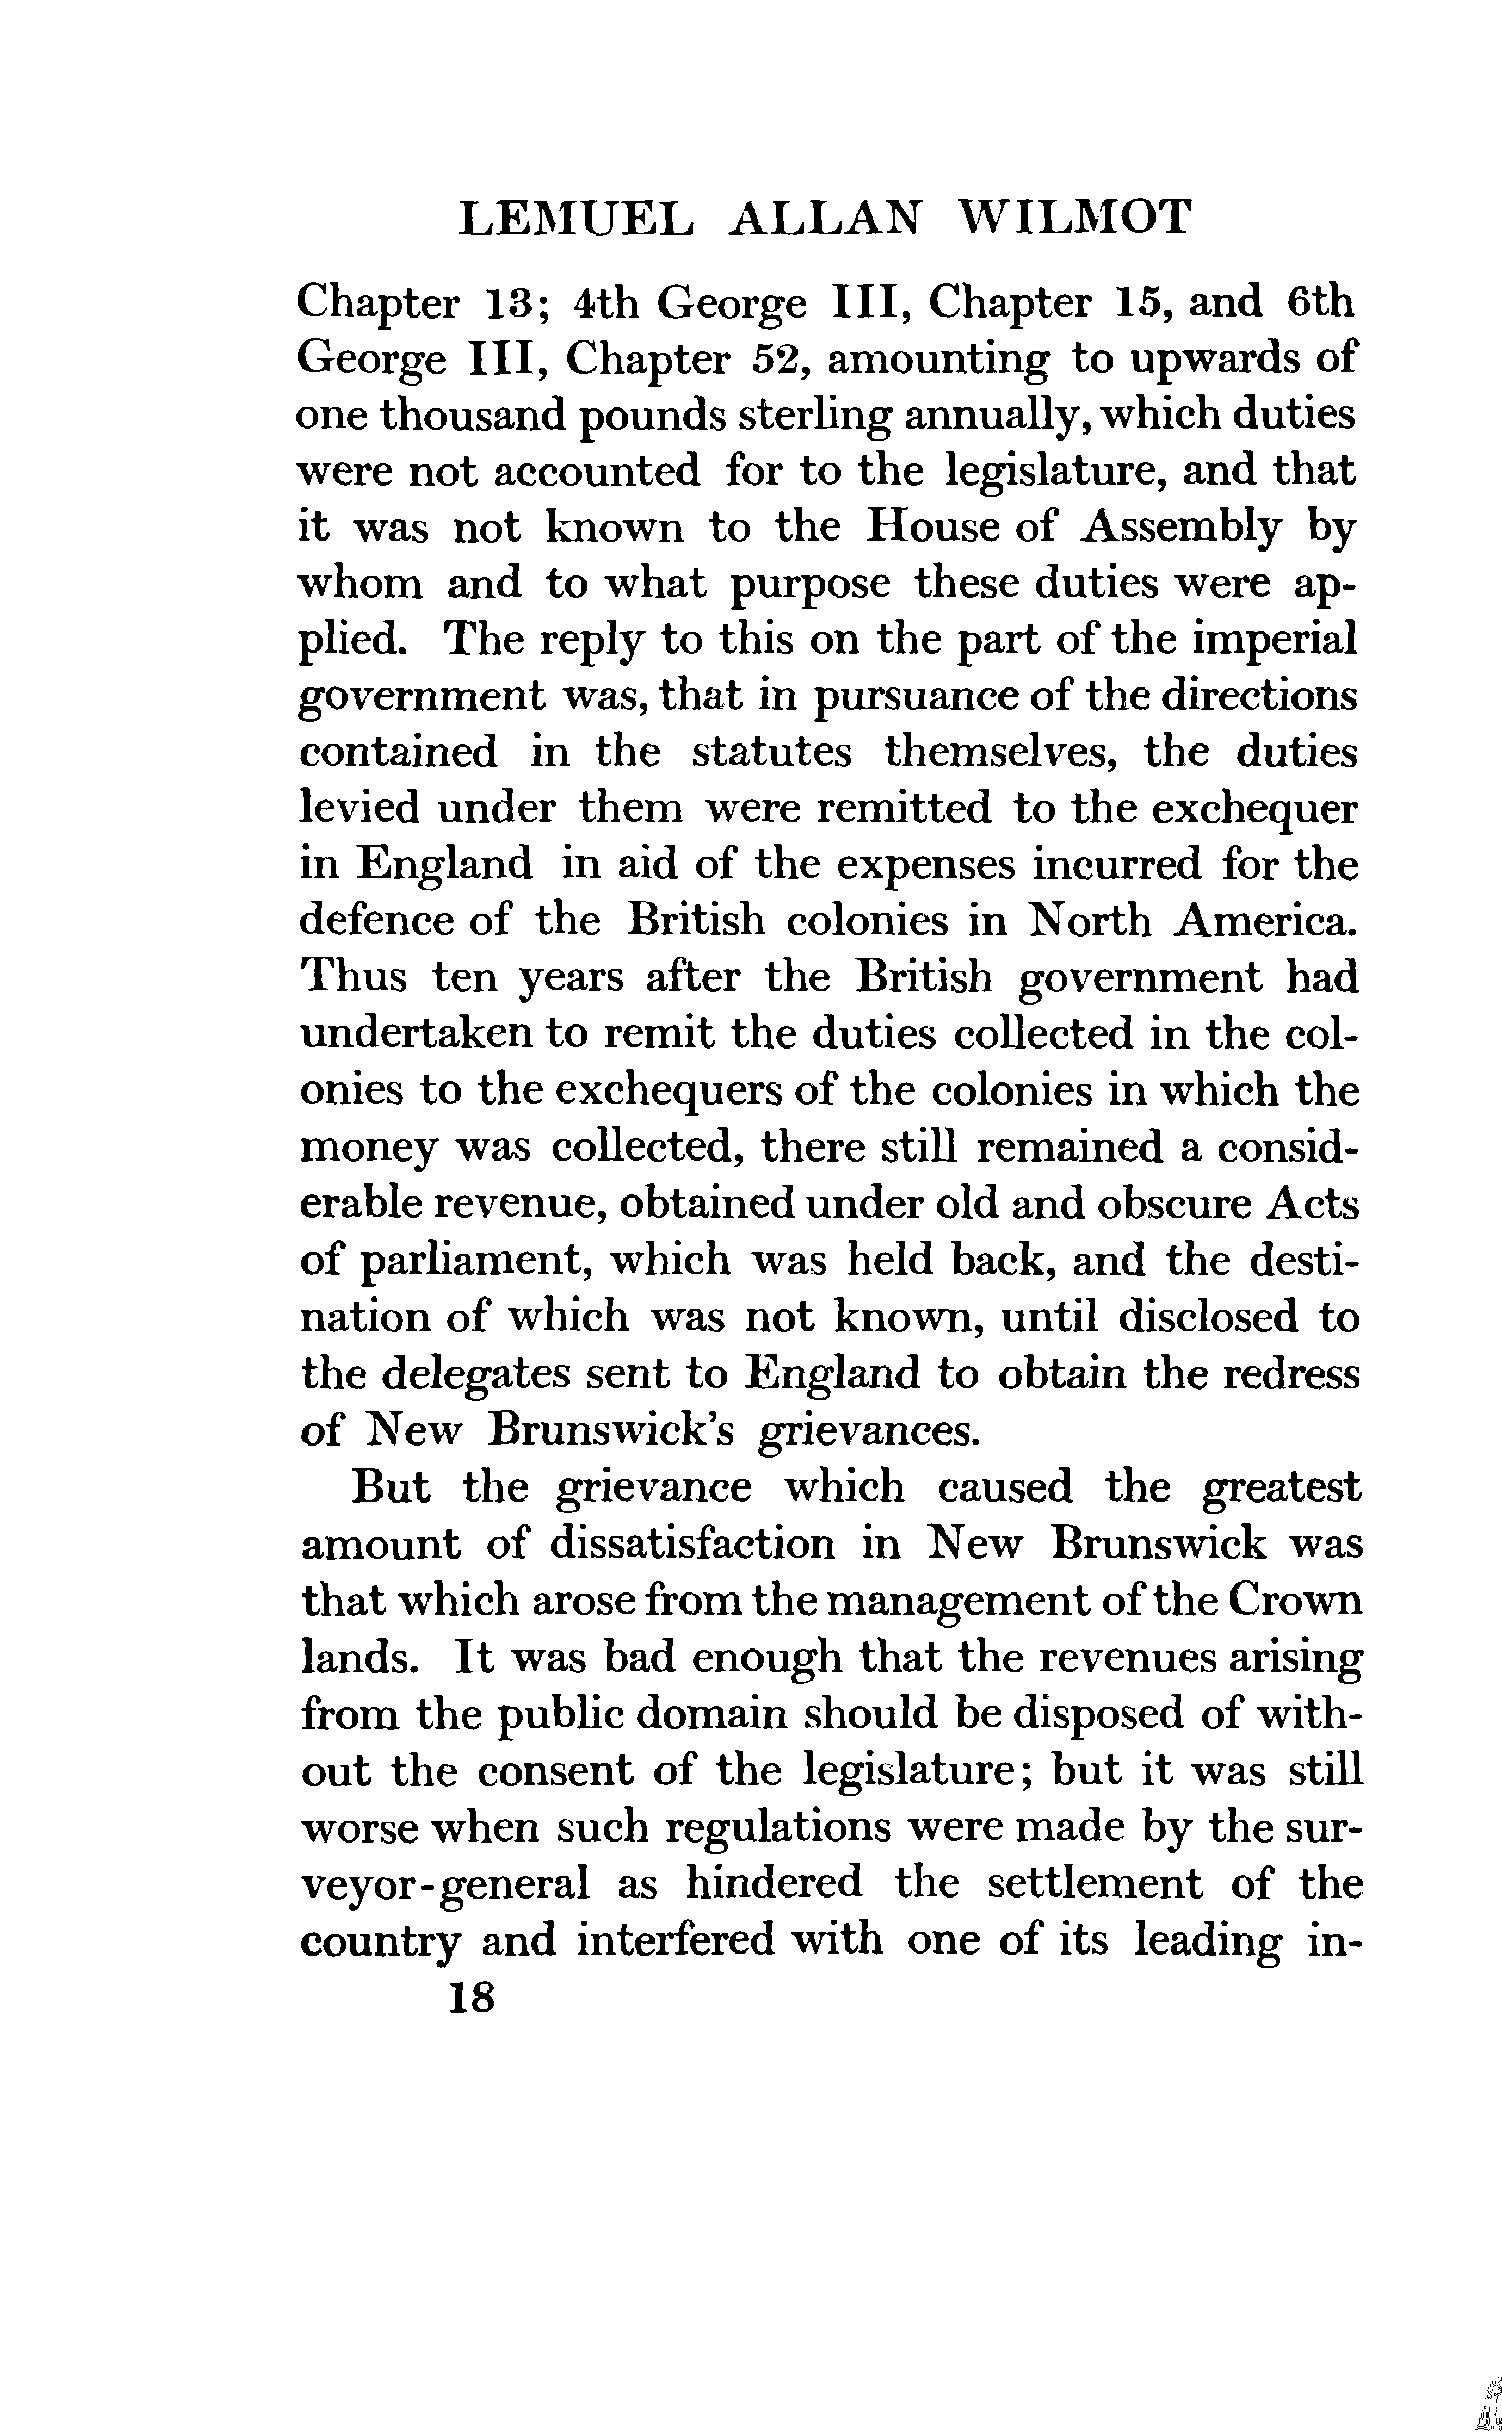 LEMUEL ALLAN WILMOT
Chapter 13; 4th George III, Chapter 15, and 6th
George III, Chapter 52, amounting to upwards of
one thousand pounds sterling annually, which duties
were not accounted for to the legislature, and that
it was not known to the House of Assembly by
whom and to what purpose these duties were ap-
plied. The reply to this on the part of the imperial
government was, that in pursuance of the directions
contained in the statutes themselves, the duties
levied under them were remitted to the exchequer
in England in aid of the expenses incurred for the
defence of the British colonies in North America.
Thus ten years after the British government had
undertaken to remit the duties collected in the col-
onies to the exchequers of the colonies in which the
money was collected, there still remained a consid-
erable revenue, obtained under old and obscure Acts
of parliament, which was held back, and the desti-
nation of which was not known, until disclosed to
the delegates sent to England to obtain the redress
of New Brunswick's grievances.
But the grievance which caused the greatest
amount of dissatisfaction in New Brunswick was
that which arose from the management of the Crown
lands. It was bad enough that the revenues arising
from the public domain should be disposed of with-
out the consent of the legislature; but it was still
worse when such regulations were made by the sur-
veyor-general as hindered the settlement of the
country and interfered with one of its leading in-
18